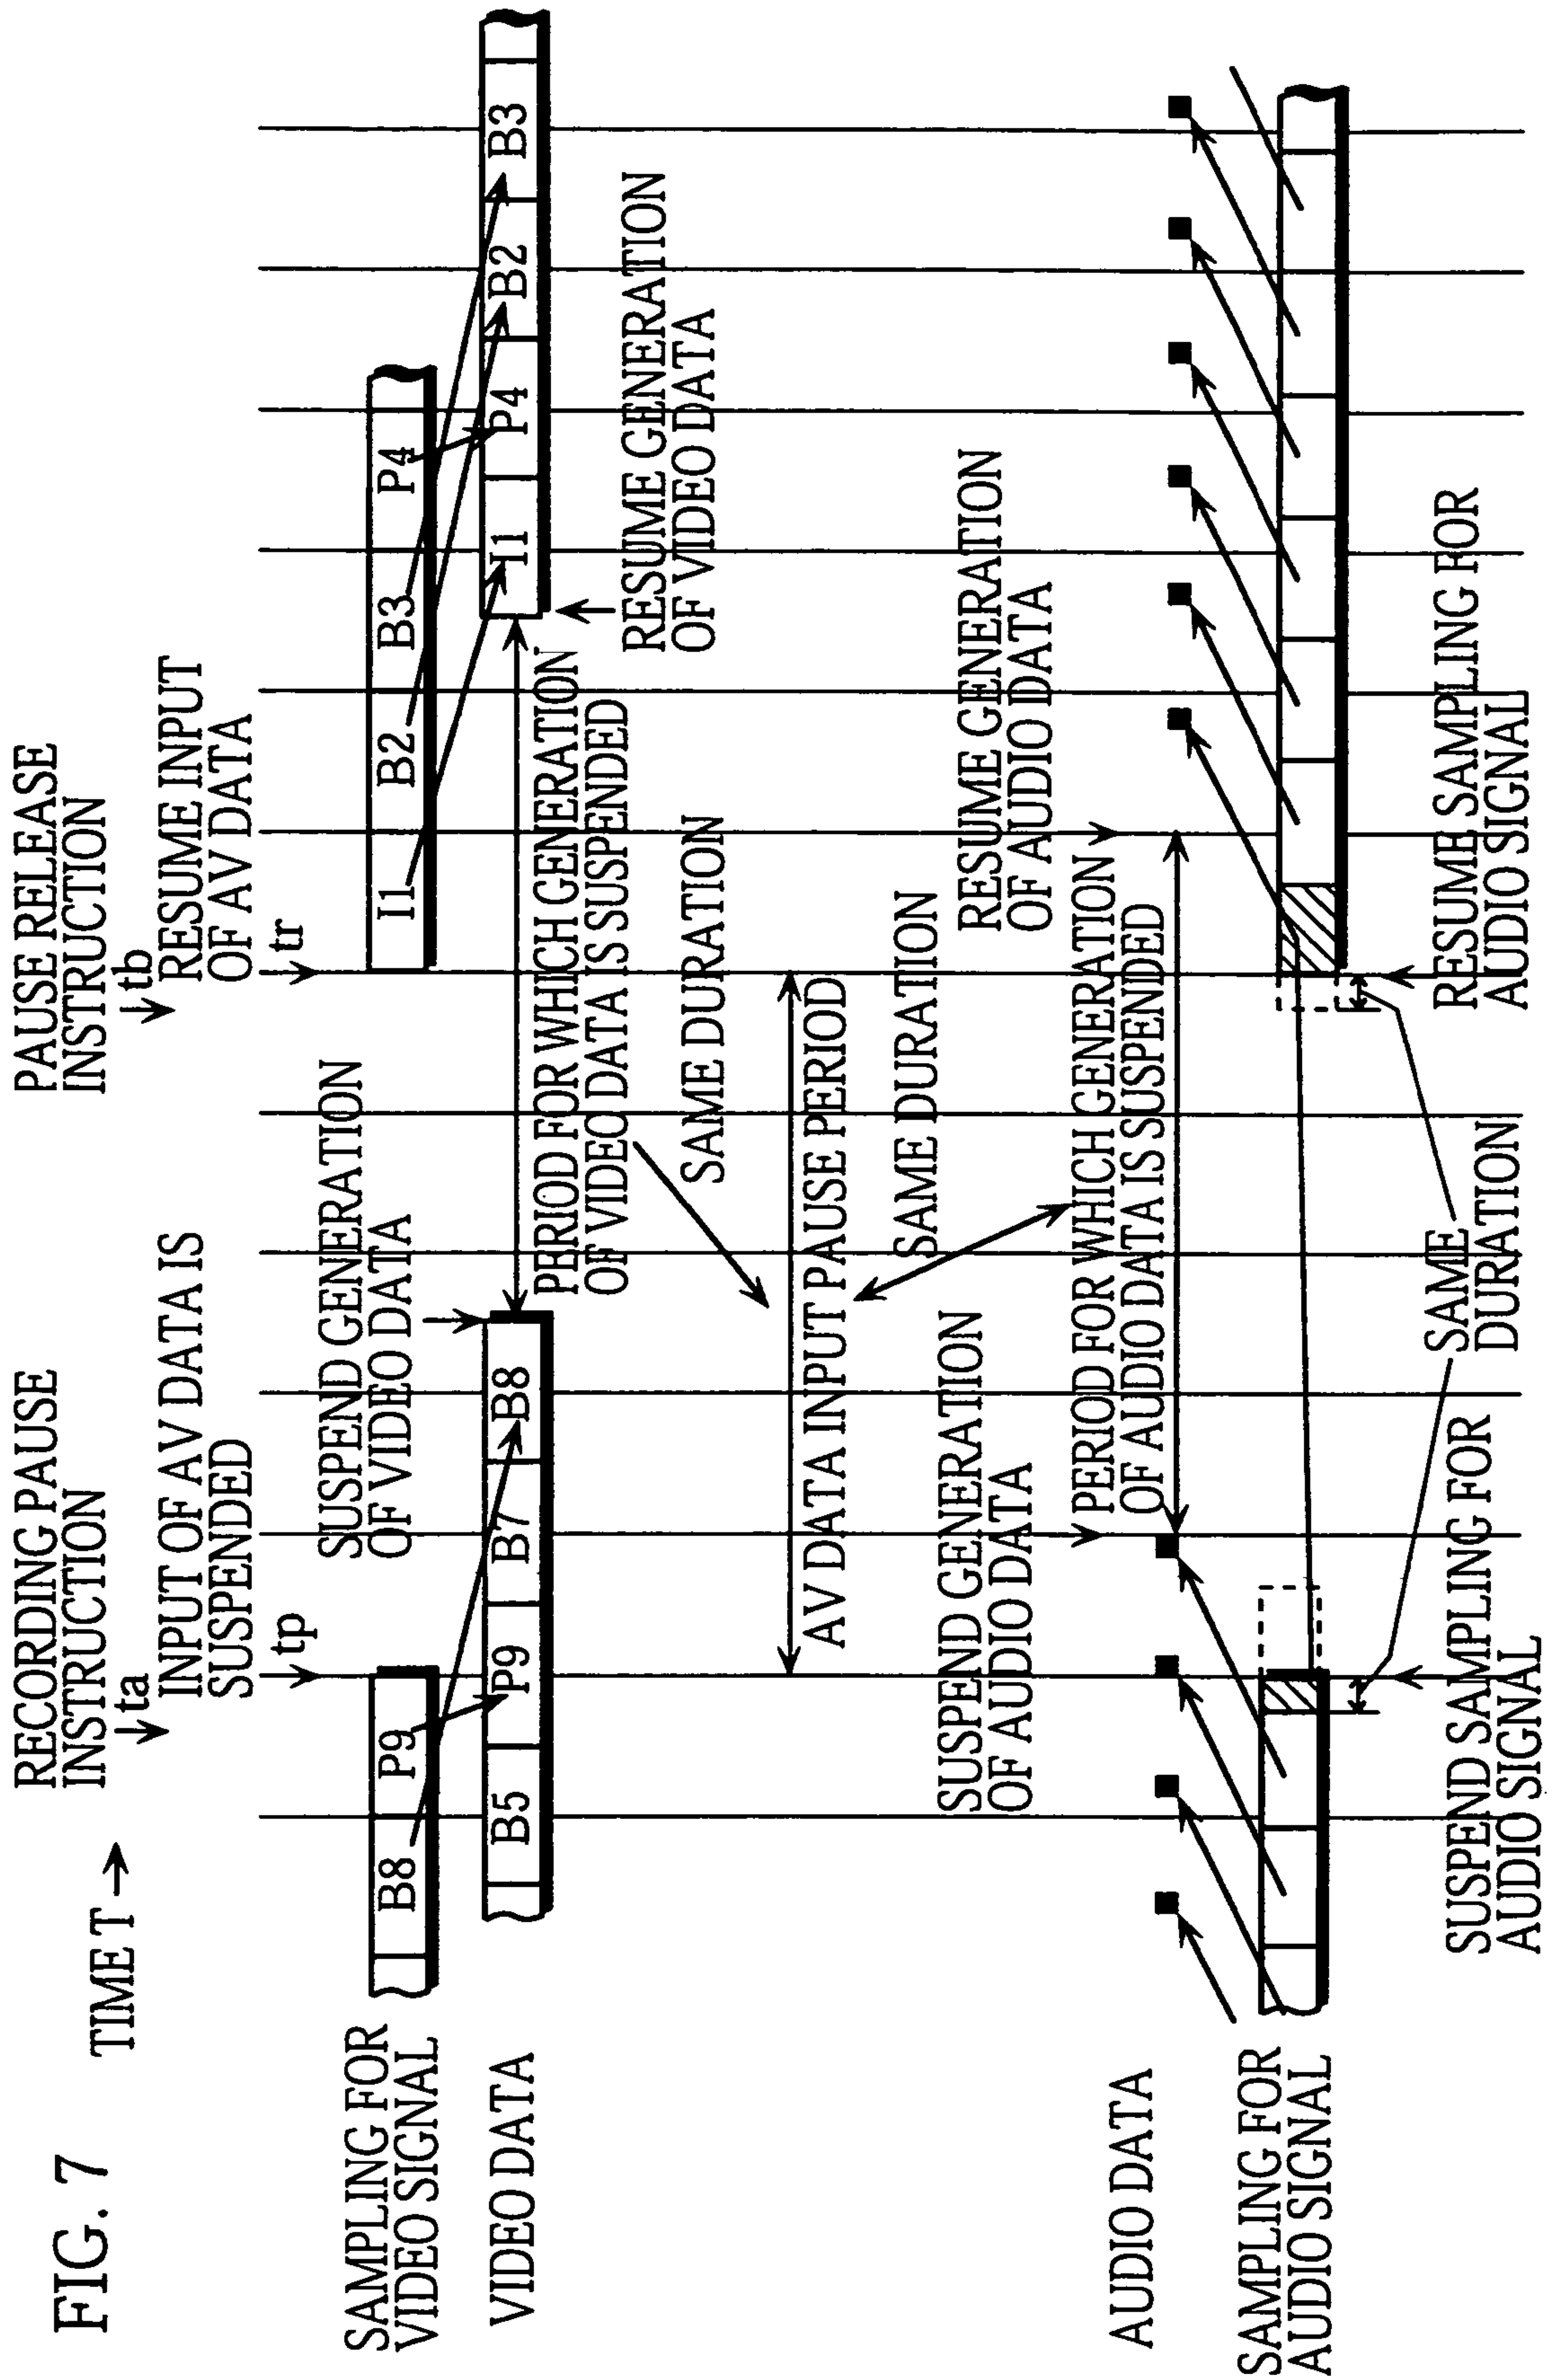 FIG. 7
TIME T
RECORDING PAUSE
INSTRUCTION
ta
INPUT OF AV DATA IS
SUSPENDED
tp
PAUSE RELEASE
INSTRUCTION
tb
RESUME INPUT
OF AV DATA
tr
SAMPLING FOR
VIDEO SIGNAL
B8
P9
I1
B2
B3
P4
SUSPEND GENERATION
OF VIDEO DATA
VIDEO DATA
B5
P9
B7
B8
I1
P4
B2
B3
PERIOD FOR WHICH GENERATION
OF VIDEO DATA IS SUSPENDED
RESUME GENERATION
OF VIDEO DATA
SAME DURATION
AV DATA INPUT PAUSE PERIOD
SAME DURATION
SUSPEND GENERATION
OF AUDIO DATA
RESUME GENERATION
OF AUDIO DATA
PERIOD FOR WHICH GENERATION
OF AUDIO DATA IS SUSPENDED
AUDIO DATA
SAMPLING FOR
AUDIO SIGNAL
SUSPEND SAMPLING FOR
AUDIO SIGNAL
SAME
DURATION
RESUME SAMPLING FOR
AUDIO SIGNAL